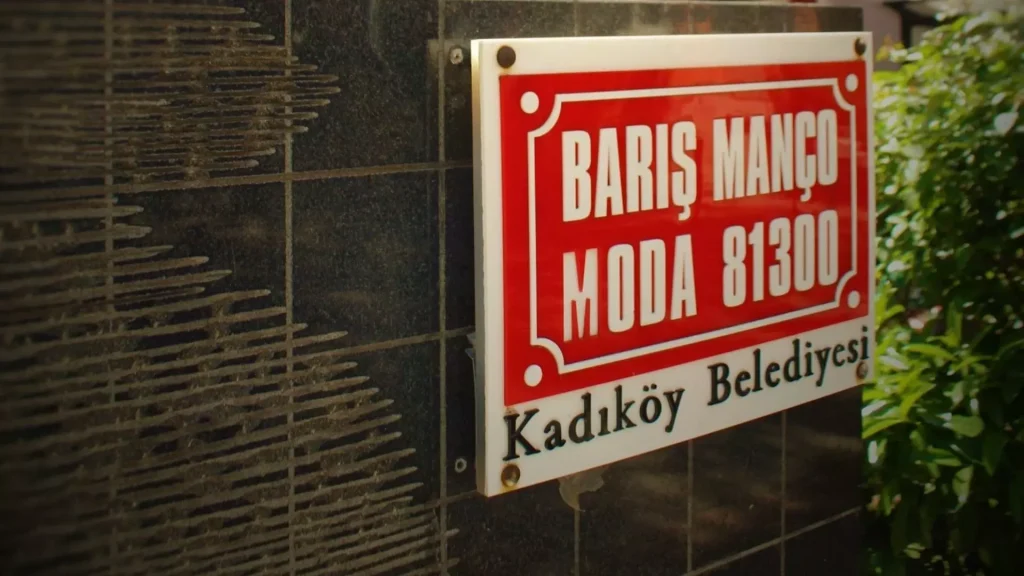 BARIŞ MANÇO
MODA 81300
Kadıköy Belediyesi